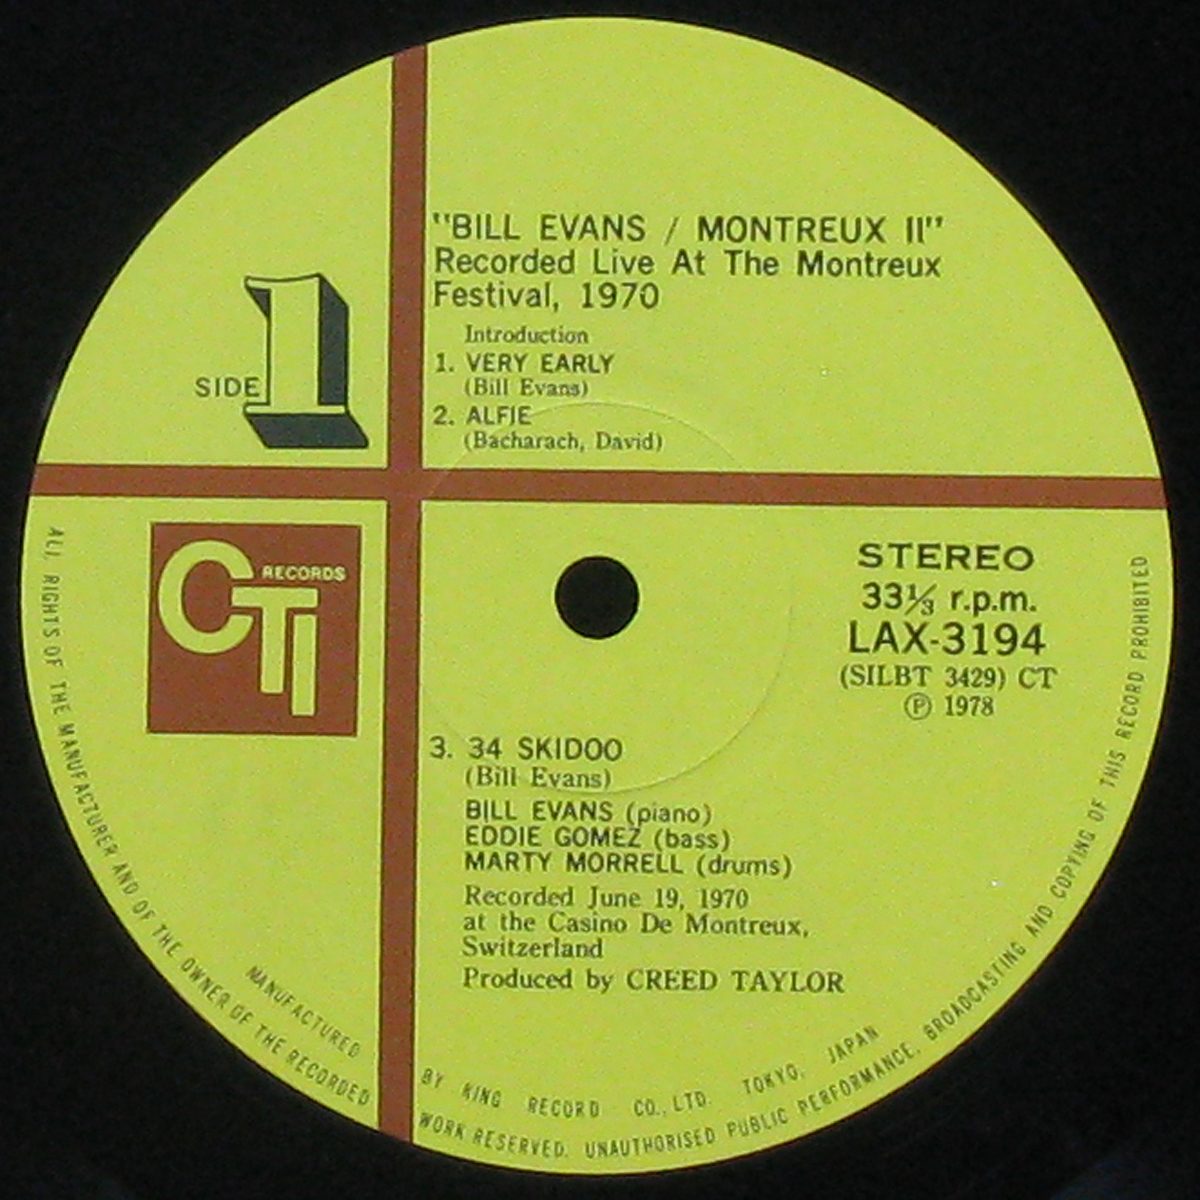 "BILL EVANS / MONTREUX II"
Recorded Live At The Montreux
Festival, 1970
Introduction
1. VERY EARLY
(Bill Evans)
2. ALFIE
(Bacharach, David)
SIDE 1
CTI RECORDS
STEREO
33⅓ r.p.m.
LAX-3194
(SILBT 3429) CT
Ⓟ 1978
3. 34 SKIDOO
(Bill Evans)
BILL EVANS (piano)
EDDIE GOMEZ (bass)
MARTY MORRELL (drums)
Recorded June 19, 1970
at the Casino De Montreux,
Switzerland
Produced by CREED TAYLOR
MANUFACTURED BY KING RECORD CO., LTD. TOKYO, JAPAN
ALL RIGHTS OF THE MANUFACTURER AND OF THE OWNER OF THE RECORDED WORK RESERVED. UNAUTHORISED PUBLIC PERFORMANCE, BROADCASTING AND COPYING OF THIS RECORD PROHIBITED